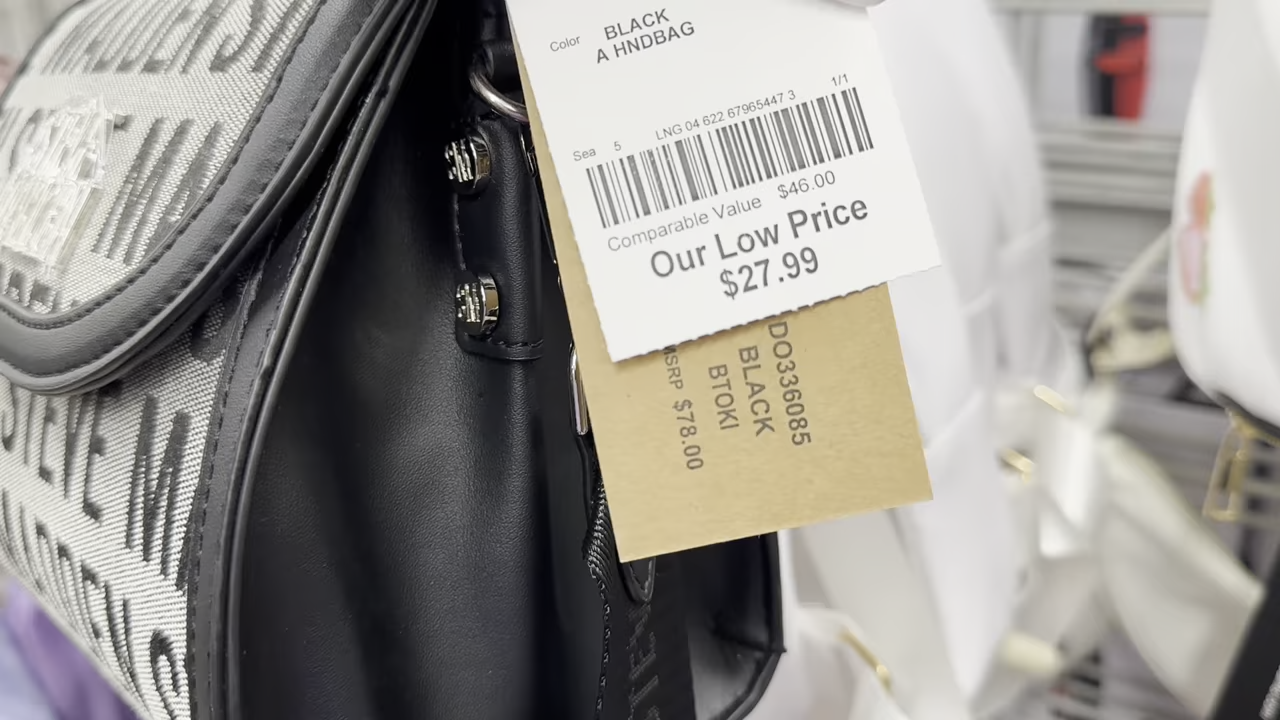 Color BLACK
A HNDBAG
LNG 04 622 67965447 3 1/1
Sea 5
Comparable Value $46.00
Our Low Price
$27.99
DO336085
BLACK
BTOKI
MSRP $78.00
STEVE M